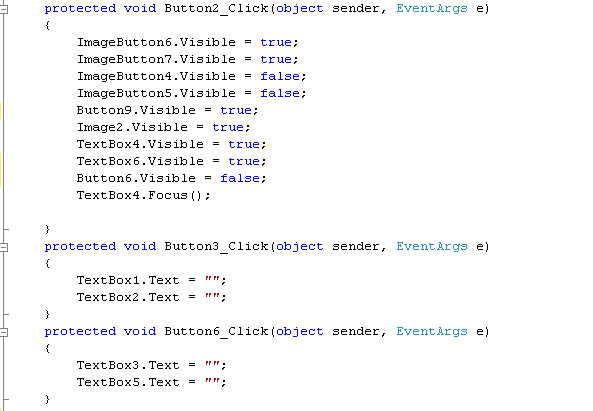 protected void Button2_Click(object sender, EventArgs e)
{
ImageButton6.Visible = true;
ImageButton7.Visible = true;
ImageButton4.Visible = false;
ImageButton5.Visible = false;
Button9.Visible = true;
Image2.Visible = true;
TextBox4.Visible = true;
TextBox6.Visible = true;
Button6.Visible = false;
TextBox4.Focus();
}
protected void Button3_Click(object sender, EventArgs e)
{
TextBox1.Text = "";
TextBox2.Text = "";
}
protected void Button6_Click(object sender, EventArgs e)
{
TextBox3.Text = "";
TextBox5.Text = "";
}